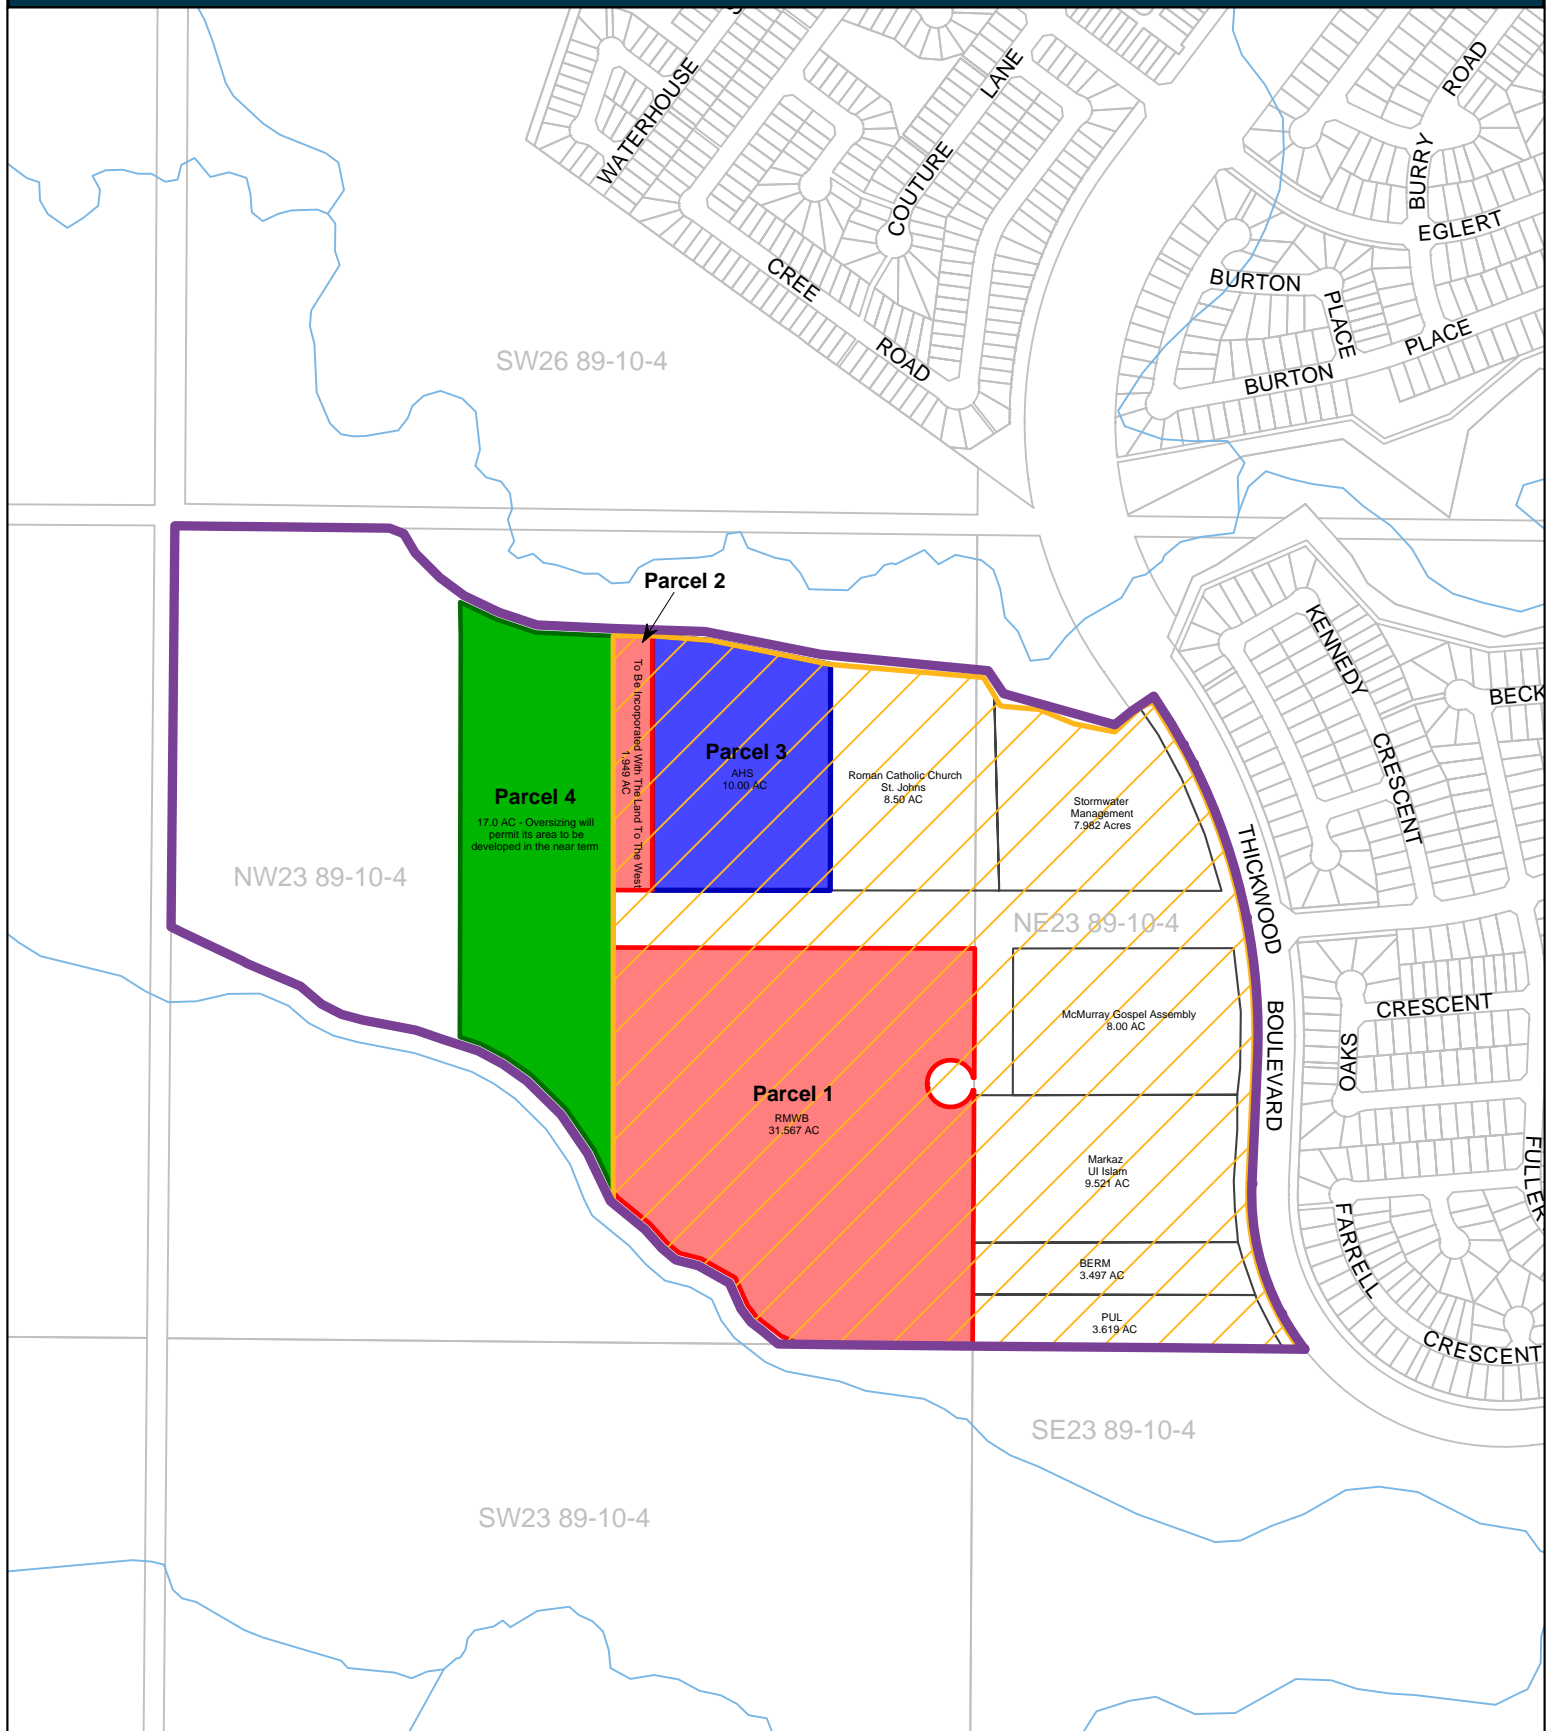 WATERHOUSE
LANE
COUTURE
CREE
ROAD
ROAD
BURRY
EGLERT
BURTON
PLACE
PLACE
BURTON
SW26 89-10-4
Parcel 2
To Be Incorporated With The Land To The West
1.949 AC
Parcel 3
AHS
10.00 AC
Roman Catholic Church
St. Johns
8.50 AC
Stormwater
Management
7.982 Acres
Parcel 4
17.0 AC - Oversizing will
permit its area to be
developed in the near term
NW23 89-10-4
NE23 89-10-4
KENNEDY
CRESCENT
BECK
THICKWOOD
BOULEVARD
McMurray Gospel Assembly
8.00 AC
CRESCENT
OAKS
Parcel 1
RMWB
31.567 AC
Markaz
Ul Islam
9.521 AC
BERM
3.497 AC
PUL
3.619 AC
FULLER
FARRELL
CRESCENT
SE23 89-10-4
SW23 89-10-4